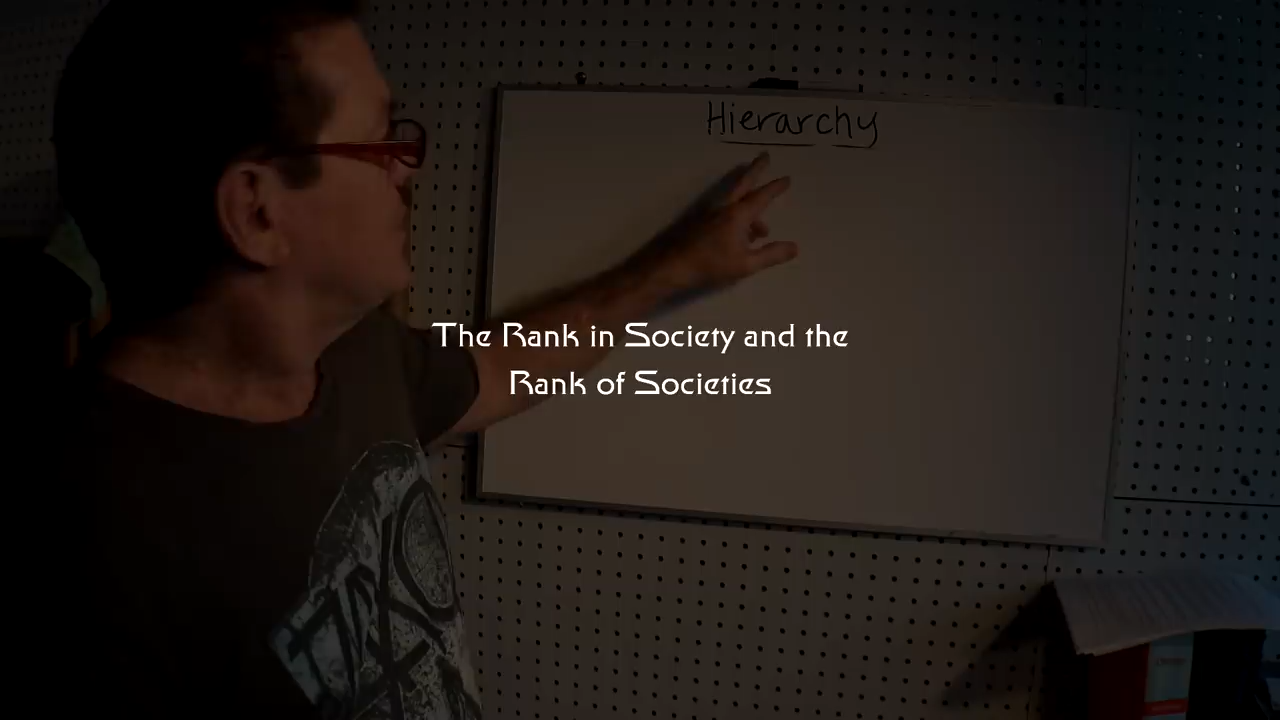 Hierarchy
The Rank in Society and the
Rank of Societies